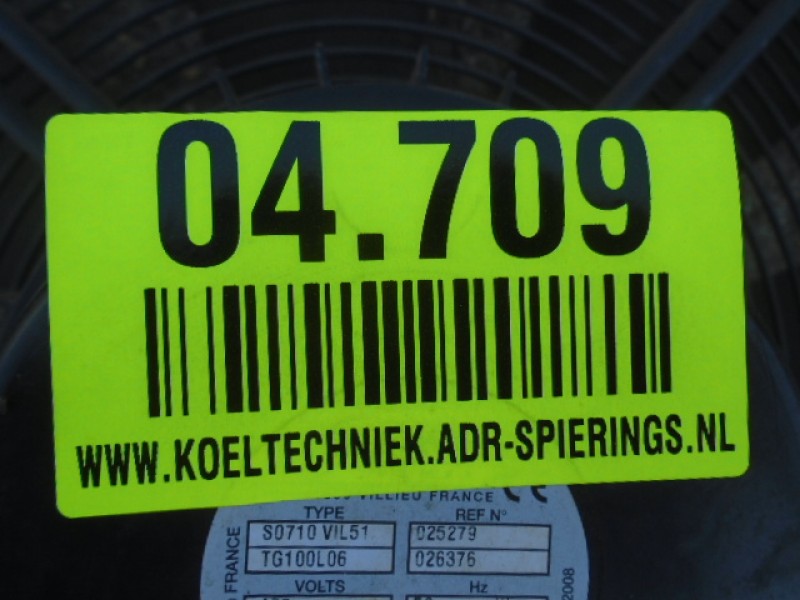 04.709
WWW.KOELTECHNIEK.ADR-SPIERINGS.NL
VILLIEU FRANCE CE
TYPE REF N°
S0710 VIL51 025279
TG100L06 026376
VOLTS Hz
FRANCE
2008